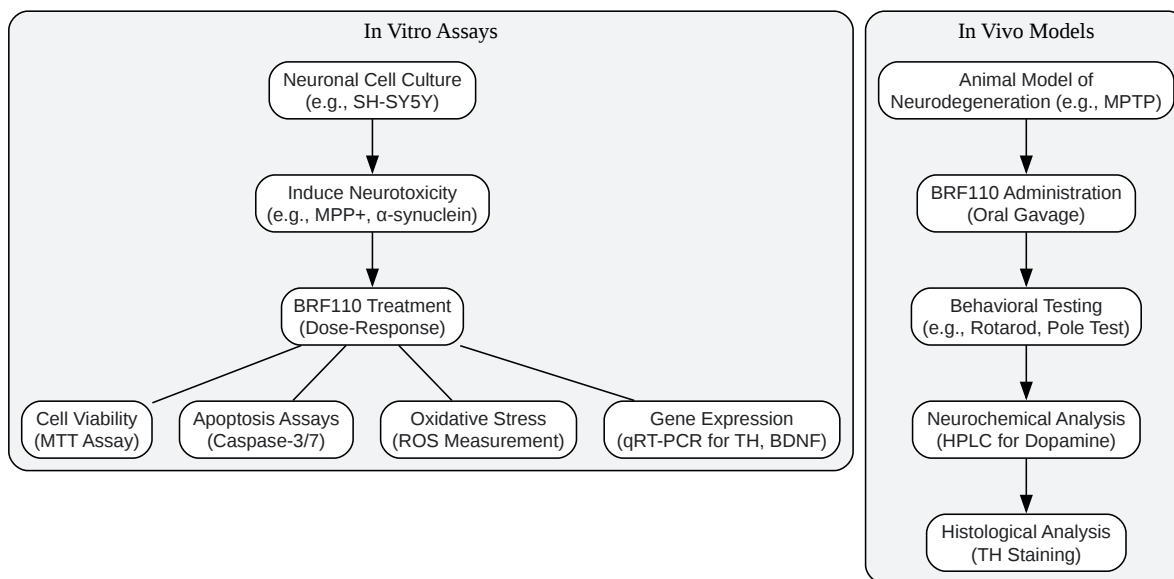 In Vitro Assays
Neuronal Cell Culture
(e.g., SH-SY5Y)
Induce Neurotoxicity
(e.g., MPP+, α-synuclein)
BRF110 Treatment
(Dose-Response)
Cell Viability
(MTT Assay)
Apoptosis Assays
(Caspase-3/7)
Oxidative Stress
(ROS Measurement)
Gene Expression
(qRT-PCR for TH, BDNF)
In Vivo Models
Animal Model of
Neurodegeneration (e.g., MPTP)
BRF110 Administration
(Oral Gavage)
Behavioral Testing
(e.g., Rotarod, Pole Test)
Neurochemical Analysis
(HPLC for Dopamine)
Histological Analysis
(TH Staining)